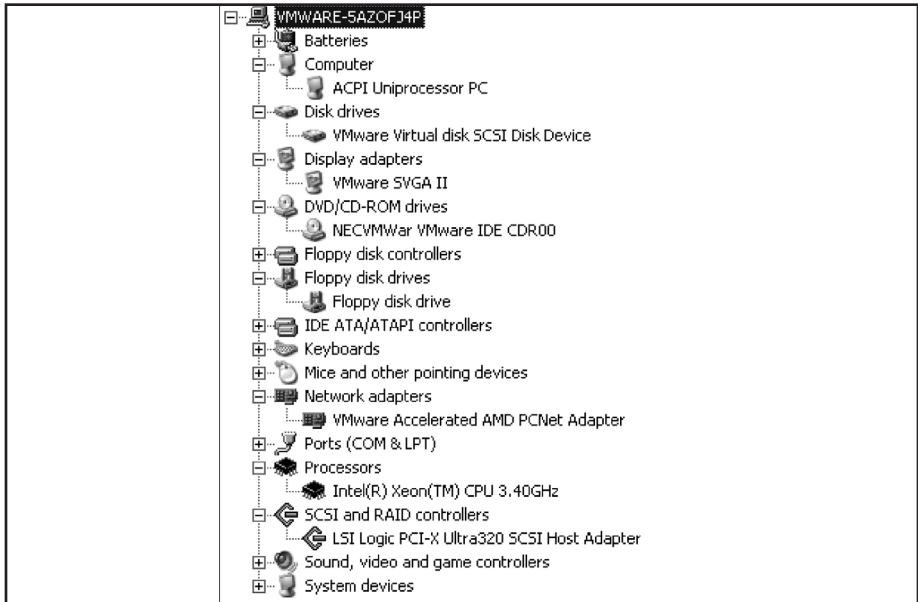 VMWARE-5AZOFJ4P
Batteries
Computer
ACPI Uniprocessor PC
Disk drives
VMware Virtual disk SCSI Disk Device
Display adapters
VMware SVGA II
DVD/CD-ROM drives
NECVMWar VMware IDE CDR00
Floppy disk controllers
Floppy disk drives
Floppy disk drive
IDE ATA/ATAPI controllers
Keyboards
Mice and other pointing devices
Network adapters
VMware Accelerated AMD PCNet Adapter
Ports (COM & LPT)
Processors
Intel(R) Xeon(TM) CPU 3.40GHz
SCSI and RAID controllers
LSI Logic PCI-X Ultra320 SCSI Host Adapter
Sound, video and game controllers
System devices